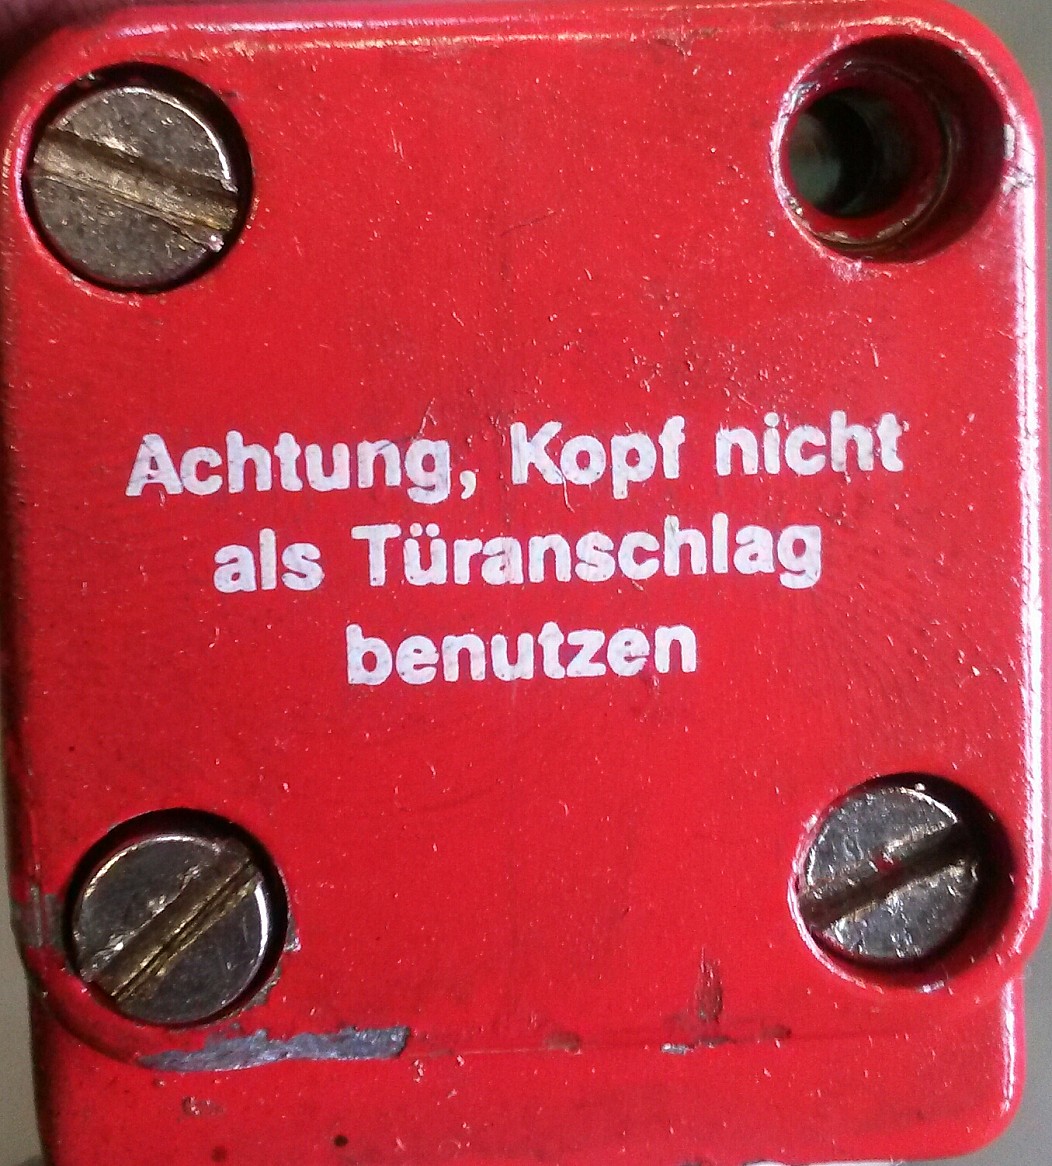 Achtung, Kopf nicht
als Türanschlag
benutzen